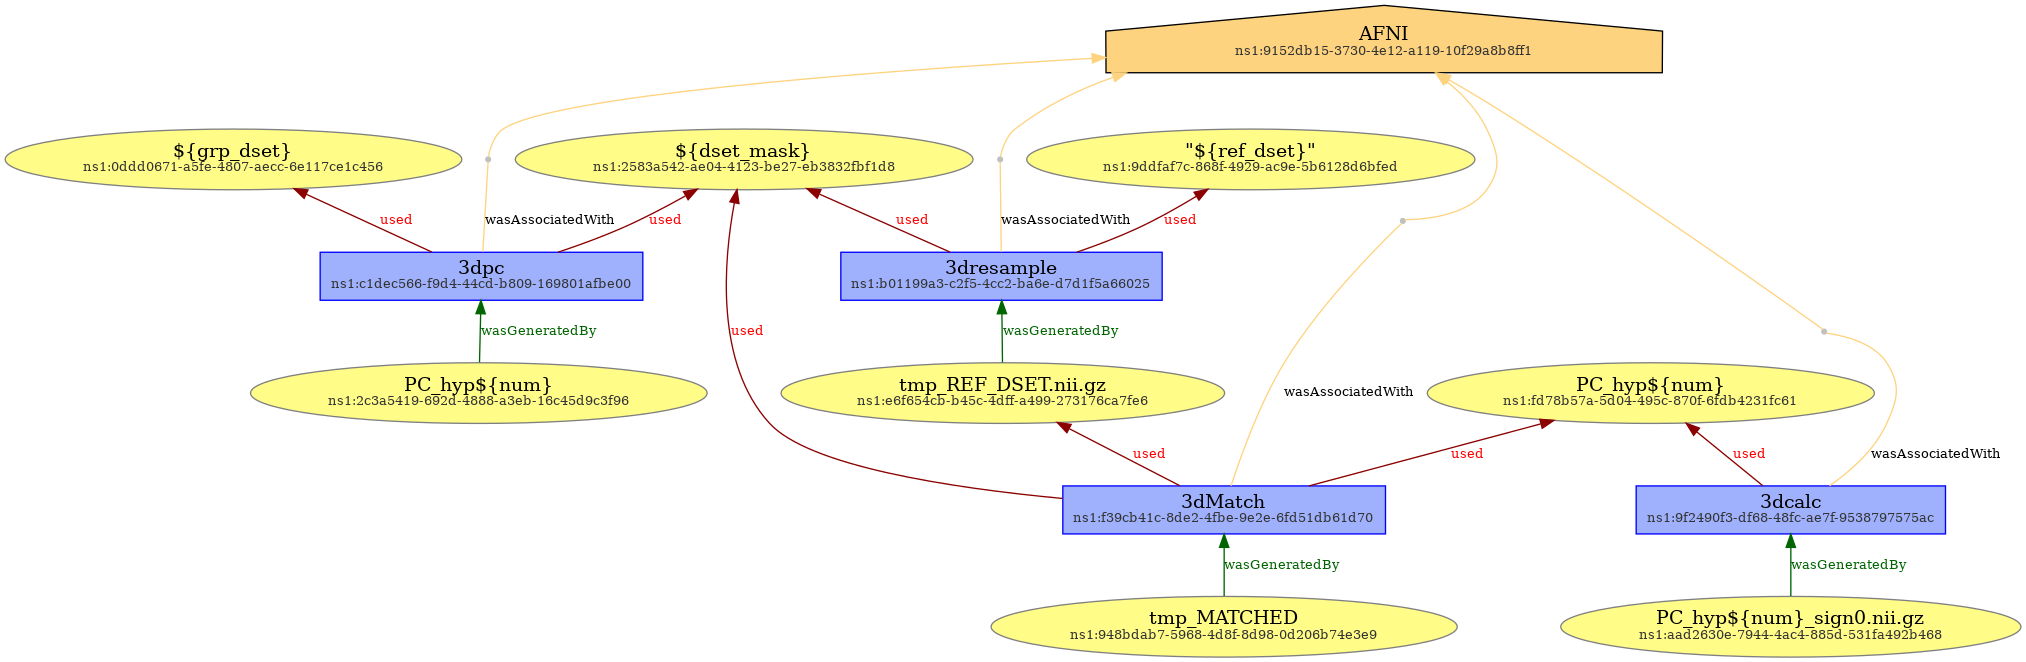 AFNI
ns1:9152db15-3730-4e12-a119-10f29a8b8ff1
${grp_dset}
ns1:0ddd0671-a5fe-4807-aecc-6e117ce1c456
${dset_mask}
ns1:2583a542-ae04-4123-be27-eb3832fbf1d8
"${ref_dset}"
ns1:9ddfaf7c-868f-4929-ac9e-5b6128d6bfed
used
wasAssociatedWith
used
used
wasAssociatedWith
used
3dpc
ns1:c1dec566-f9d4-44cd-b809-169801afbe00
3dresample
ns1:b01199a3-c2f5-4cc2-ba6e-d7d1f5a66025
wasGeneratedBy
used
wasGeneratedBy
PC_hyp${num}
ns1:2c3a5419-692d-4888-a3eb-16c45d9c3f96
tmp_REF_DSET.nii.gz
ns1:e6f654cb-b45c-4dff-a499-273176ca7fe6
wasAssociatedWith
PC_hyp${num}
ns1:fd78b57a-5d04-495c-870f-6fdb4231fc61
used
used
used
wasAssociatedWith
3dMatch
ns1:f39cb41c-8de2-4fbe-9e2e-6fd51db61d70
3dcalc
ns1:9f2490f3-df68-48fc-ae7f-9538797575ac
wasGeneratedBy
wasGeneratedBy
tmp_MATCHED
ns1:948bdab7-5968-4d8f-8d98-0d206b74e3e9
PC_hyp${num}_sign0.nii.gz
ns1:aad2630e-7944-4ac4-885d-531fa492b468